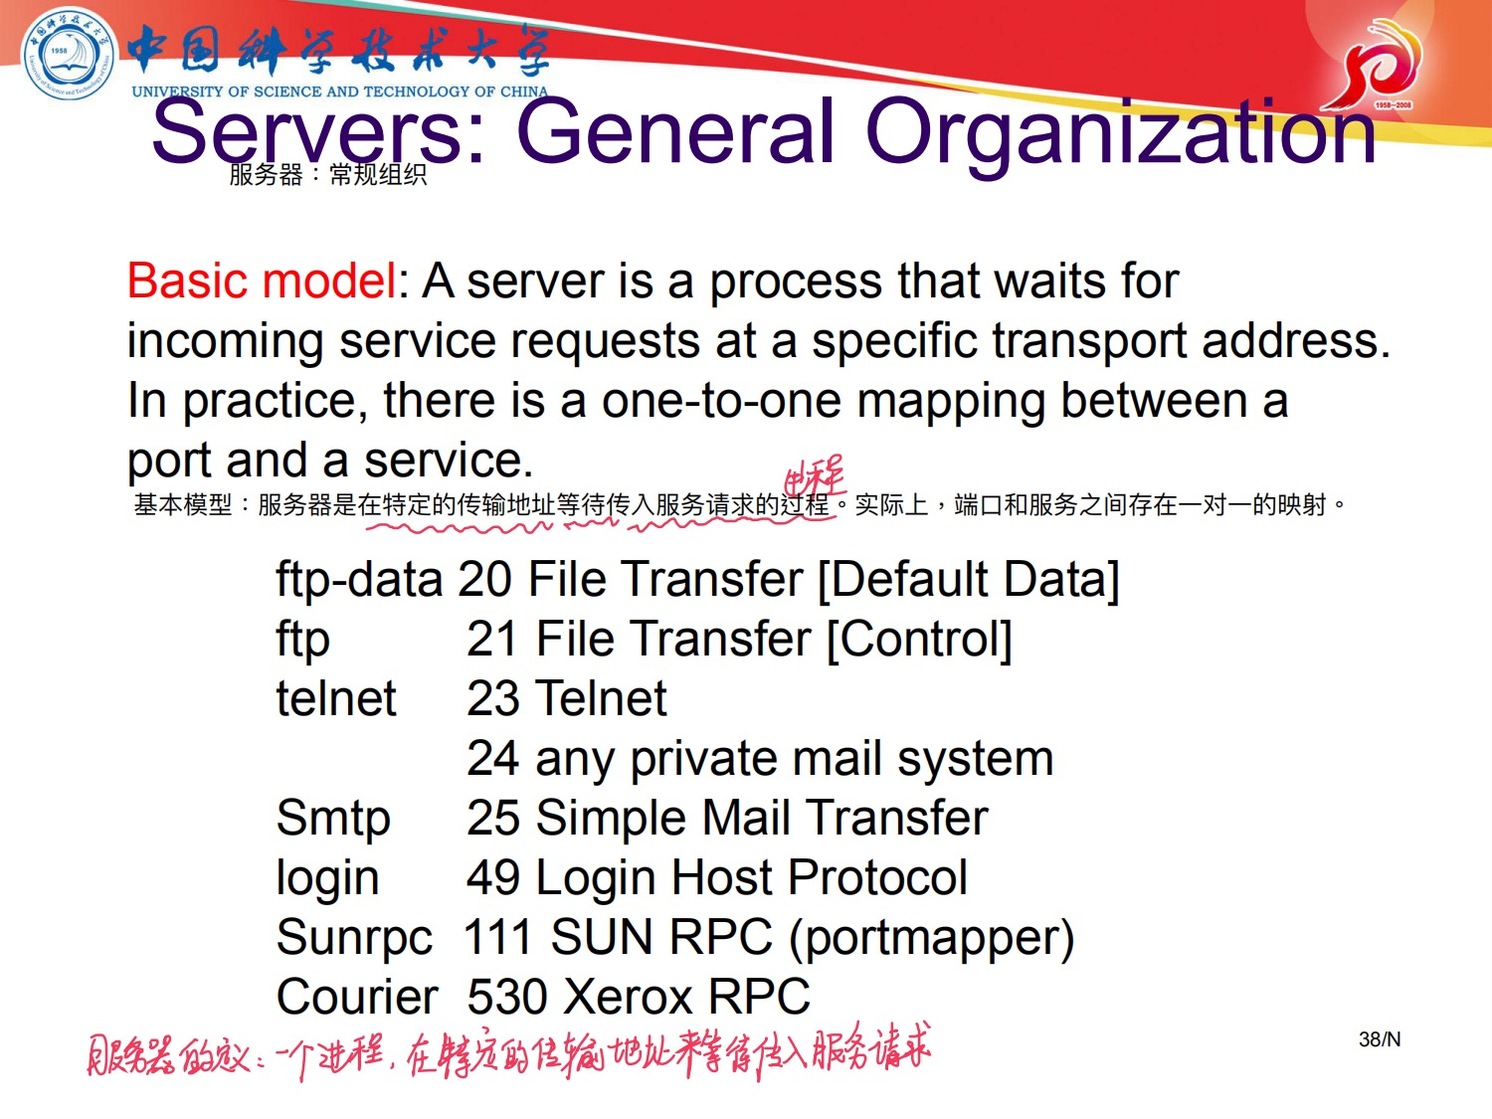 中国科学技术大学
UNIVERSITY OF SCIENCE AND TECHNOLOGY OF CHINA
1958
1958-2008
Servers: General Organization
服务器：常规组织
Basic model: A server is a process that waits for
incoming service requests at a specific transport address.
In practice, there is a one-to-one mapping between a
port and a service.
基本模型：服务器是在特定的传输地址等待传入服务请求的过程。实际上，端口和服务之间存在一对一的映射。
ftp-data 20 File Transfer [Default Data]
ftp 21 File Transfer [Control]
telnet 23 Telnet
24 any private mail system
Smtp 25 Simple Mail Transfer
login 49 Login Host Protocol
Sunrpc 111 SUN RPC (portmapper)
Courier 530 Xerox RPC
服务器的定义：一个进程，在特定的传输地址来等待传入服务请求
38/N